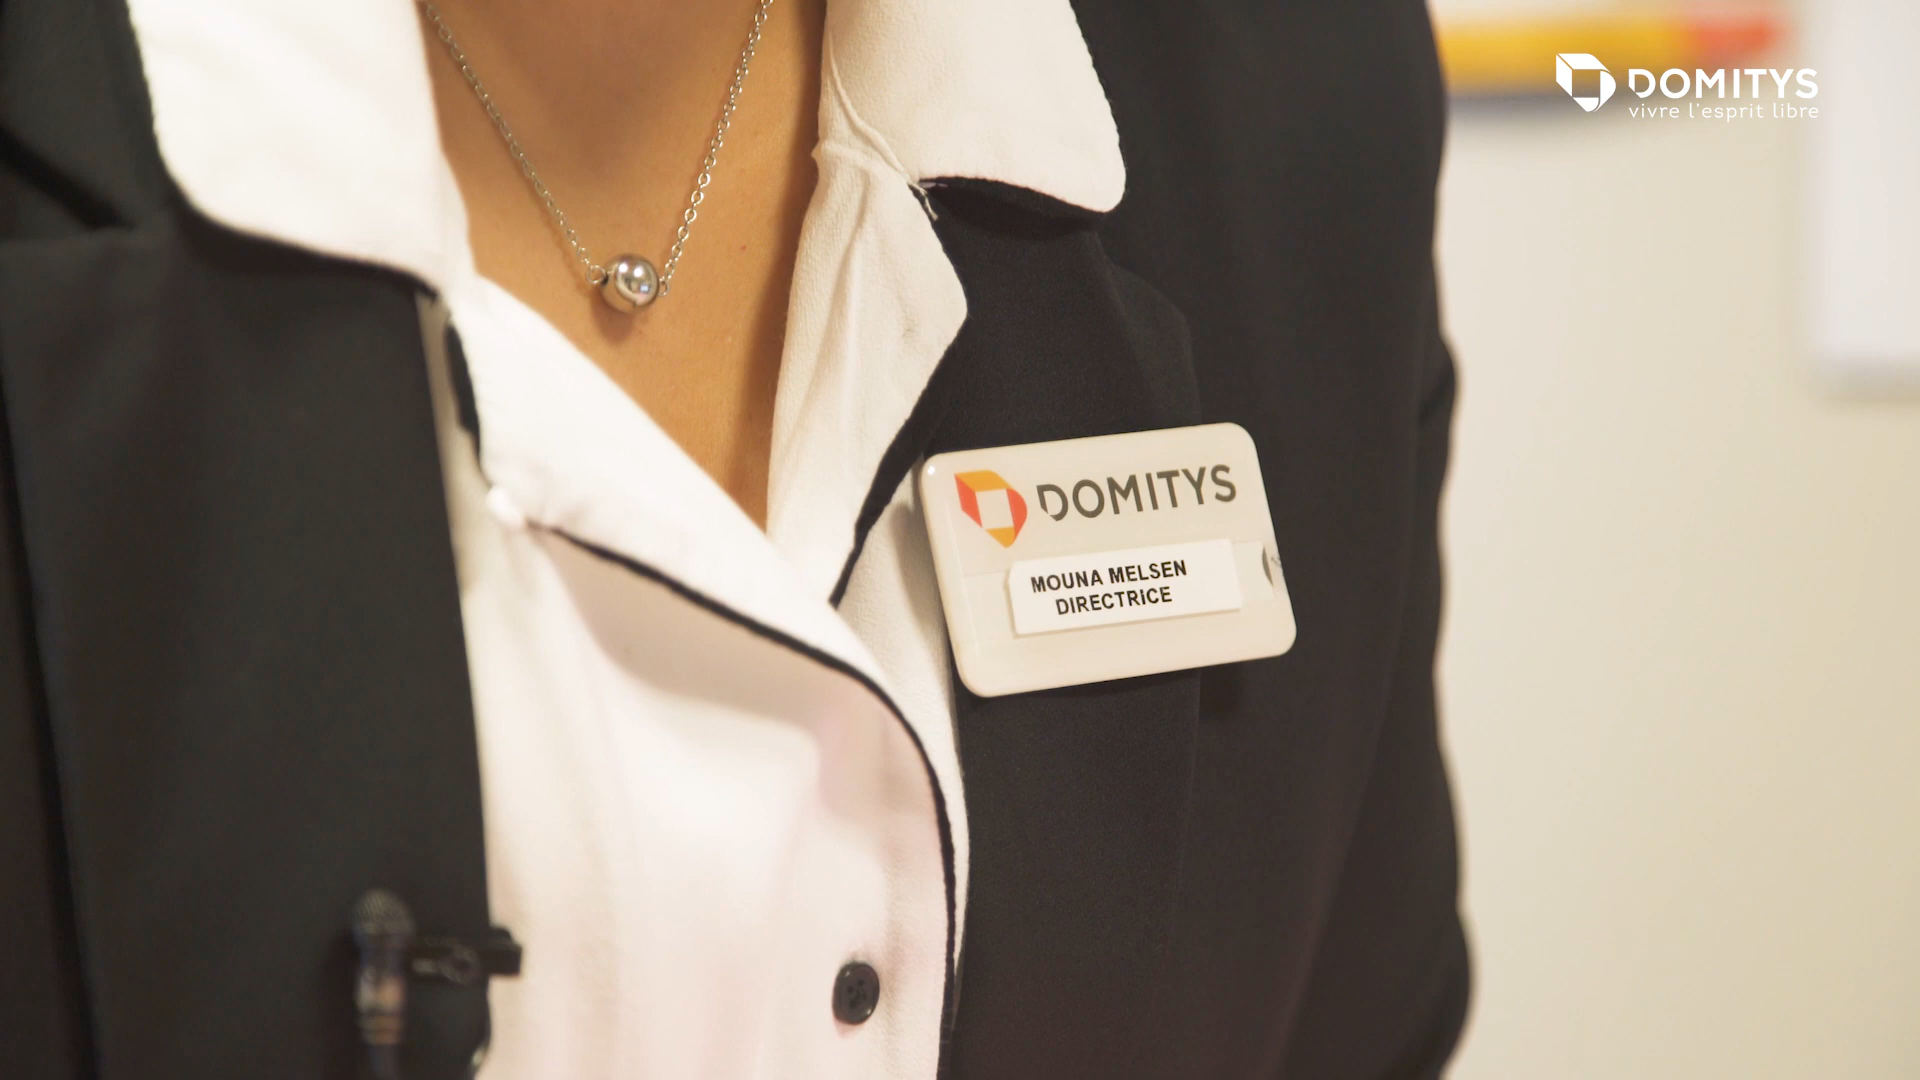 DOMITYS
vivre l'esprit libre
DOMITYS
MOUNA MELSEN
DIRECTRICE